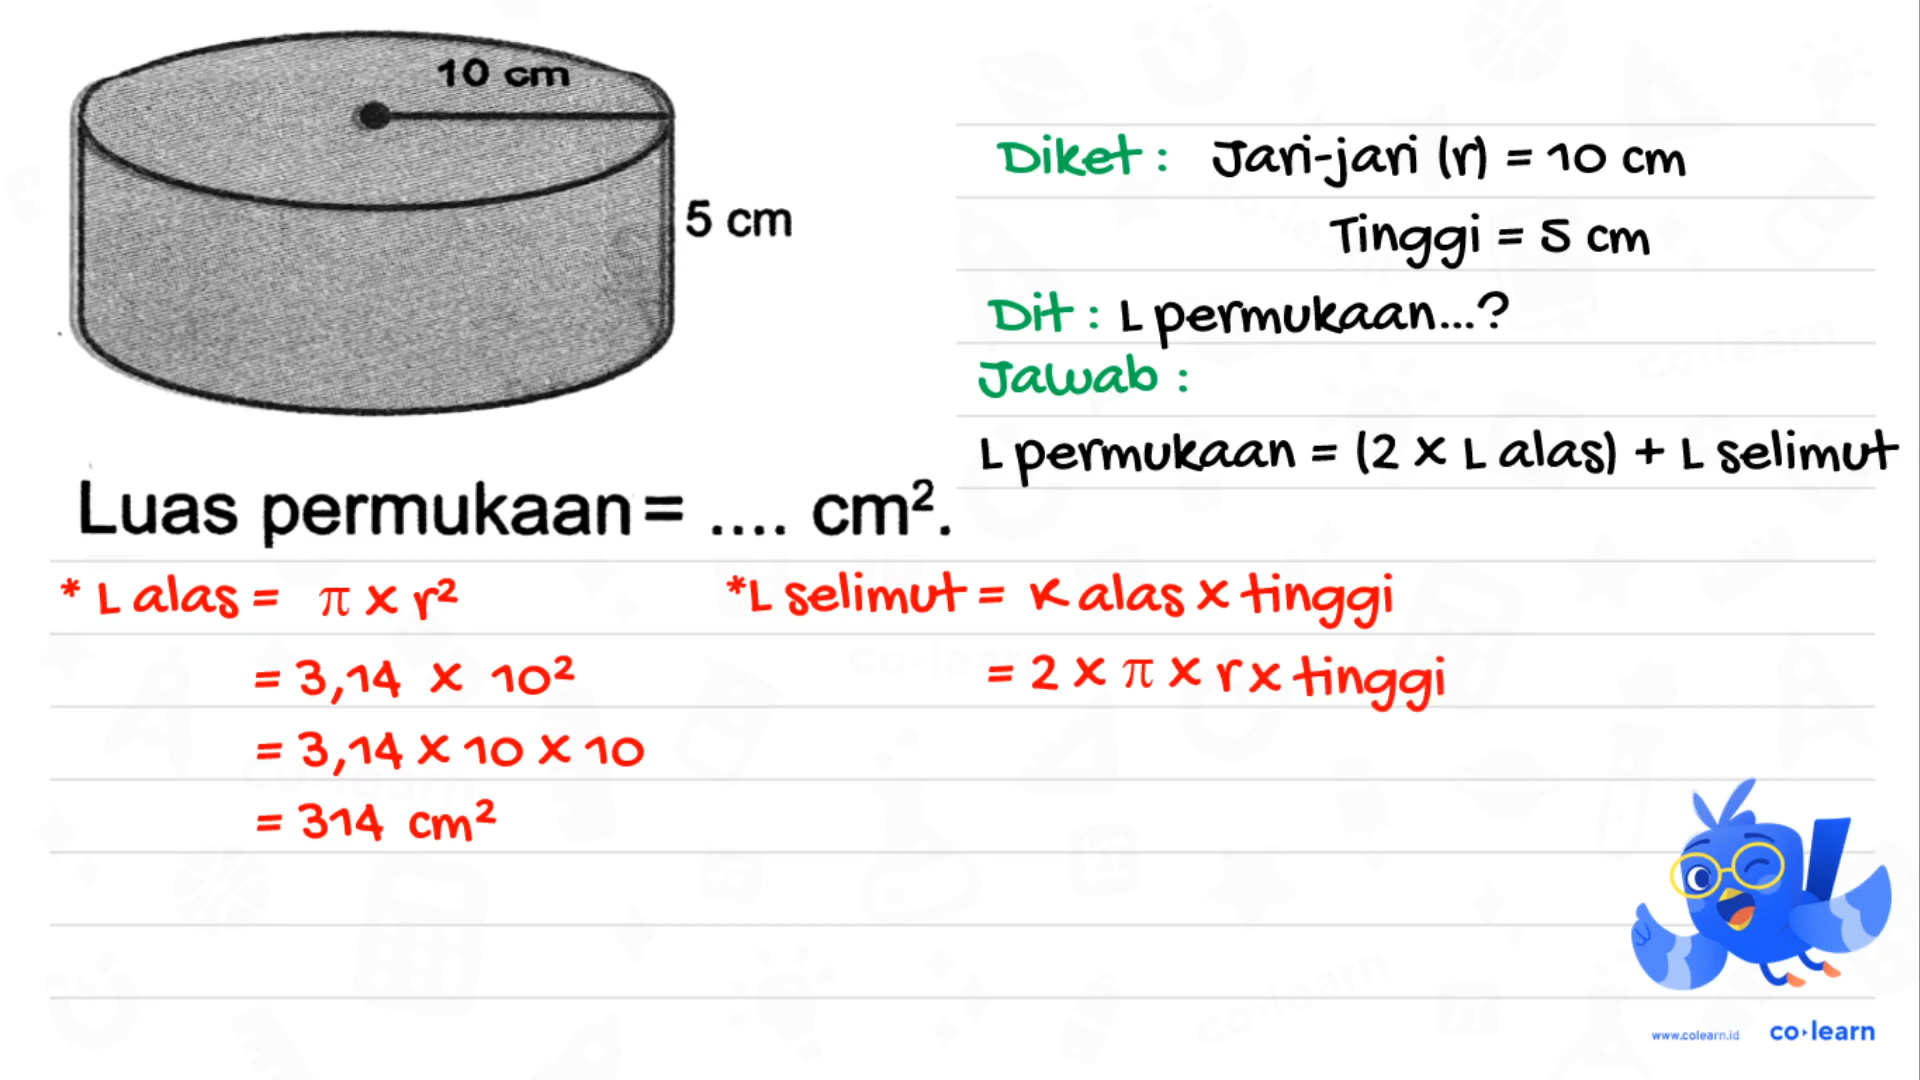 10 cm
5 cm
Luas permukaan = .... cm².
Diket : Jari-jari (r) = 10 cm
Tinggi = 5 cm
Dit : L permukaan...?
Jawab :
L permukaan = (2 x L alas) + L selimut
* L alas = π x r²
= 3,14 x 10²
= 3,14 x 10 x 10
= 314 cm²
*L selimut = K alas x tinggi
= 2 x π x r x tinggi
www.colearn.id
co·learn